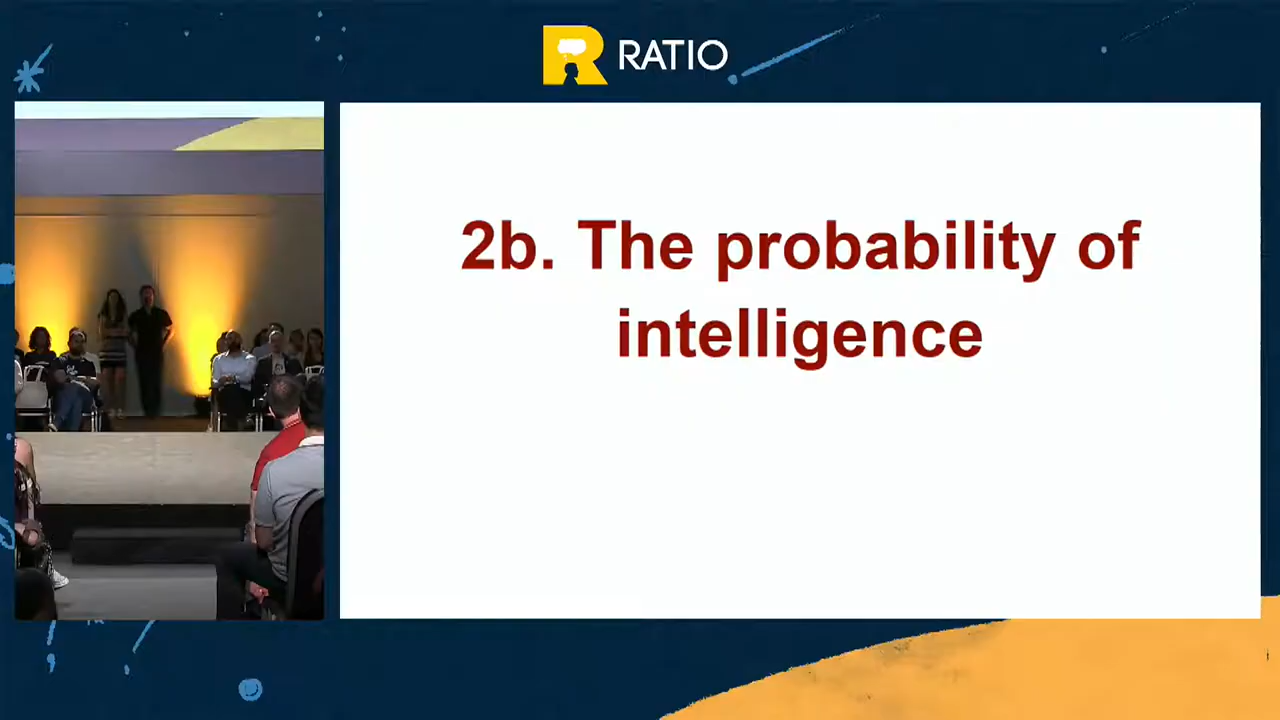 RATIO
2b. The probability of
intelligence